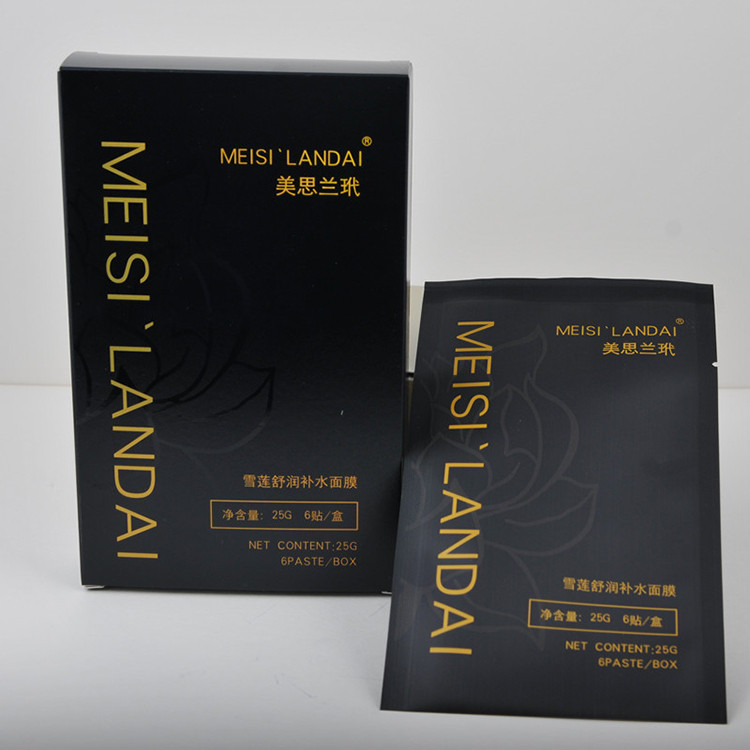 MEISI`LANDAI
MEISI`LANDAI®
美思兰玳
雪莲舒润补水面膜
净含量: 25G 6贴/盒
NET CONTENT:25G
6PASTE/BOX
MEISI`LANDAI
MEISI`LANDAI®
美思兰玳
雪莲舒润补水面膜
净含量: 25G 6贴/盒
NET CONTENT:25G
6PASTE/BOX